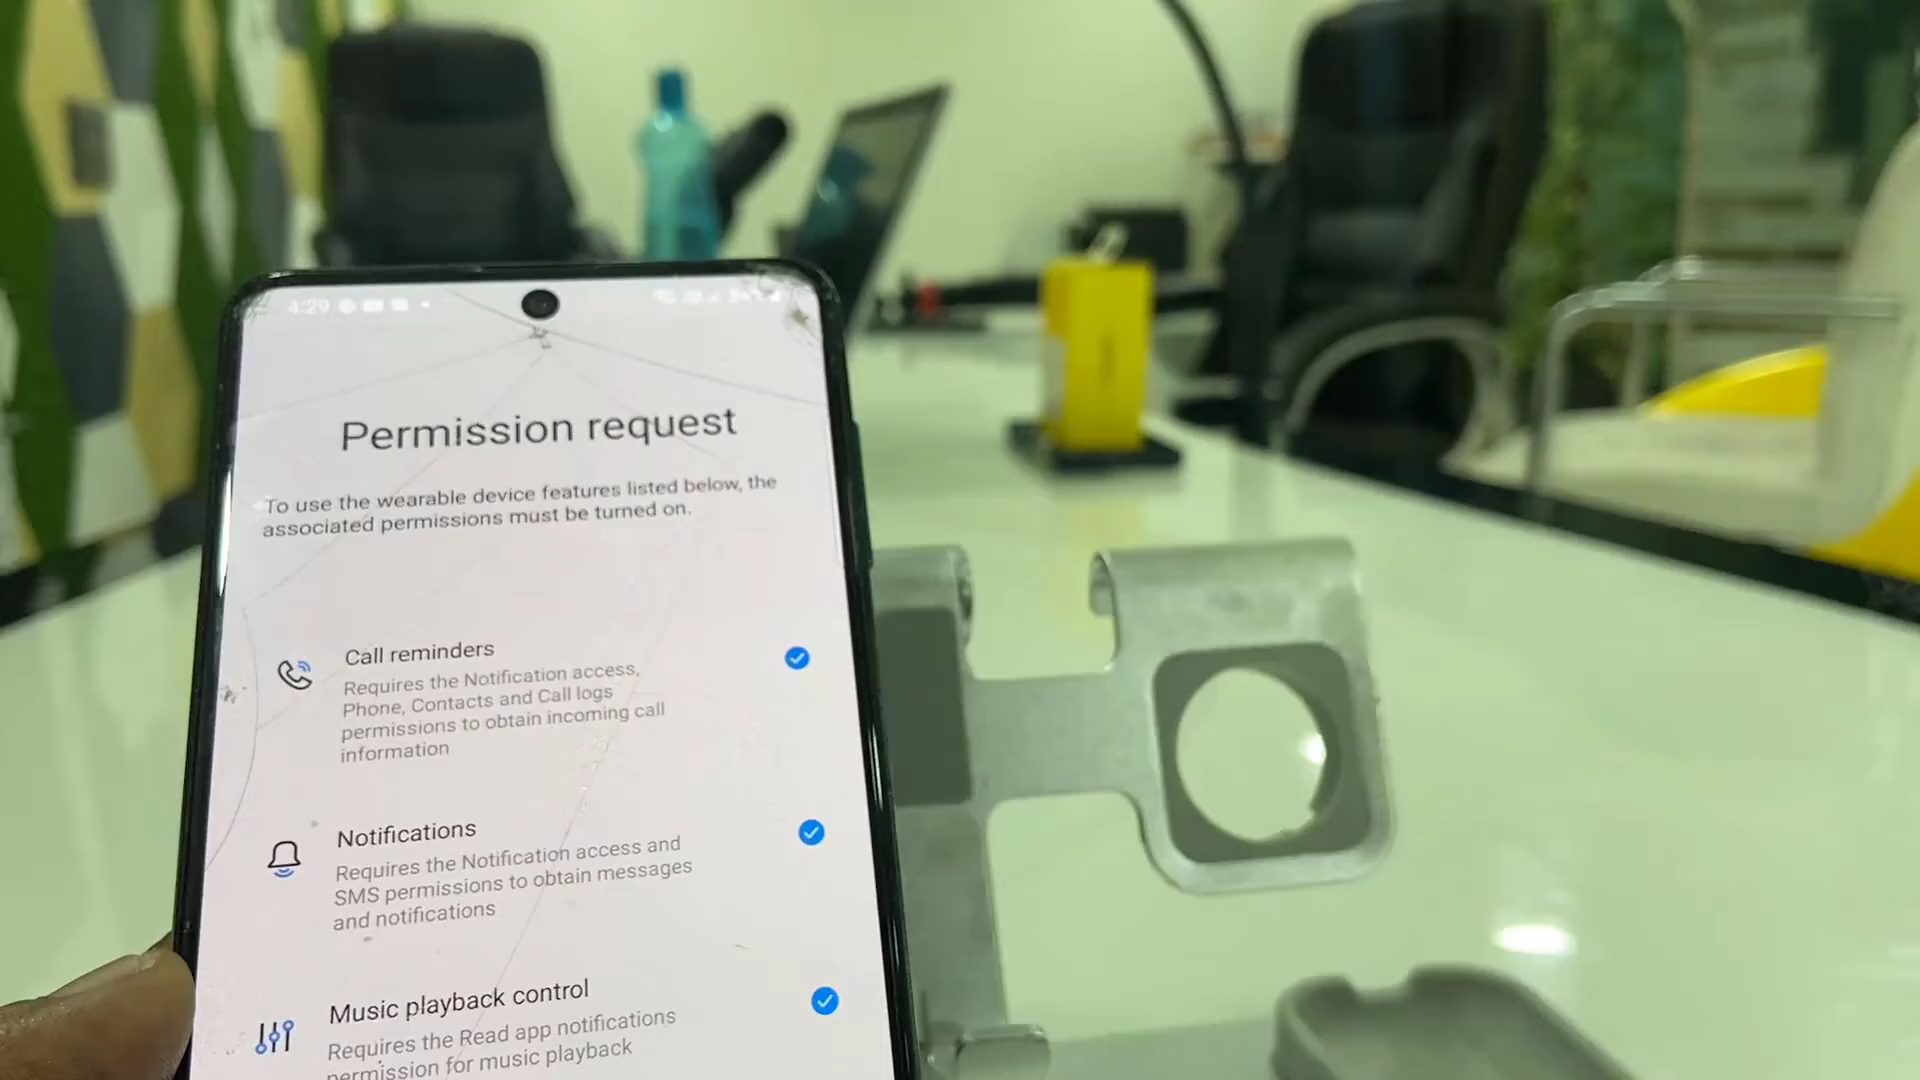 4:29
Permission request
To use the wearable device features listed below, the
associated permissions must be turned on.
Call reminders
Requires the Notification access,
Phone, Contacts and Call logs
permissions to obtain incoming call
information
Notifications
Requires the Notification access and
SMS permissions to obtain messages
and notifications
Music playback control
Requires the Read app notifications
permission for music playback